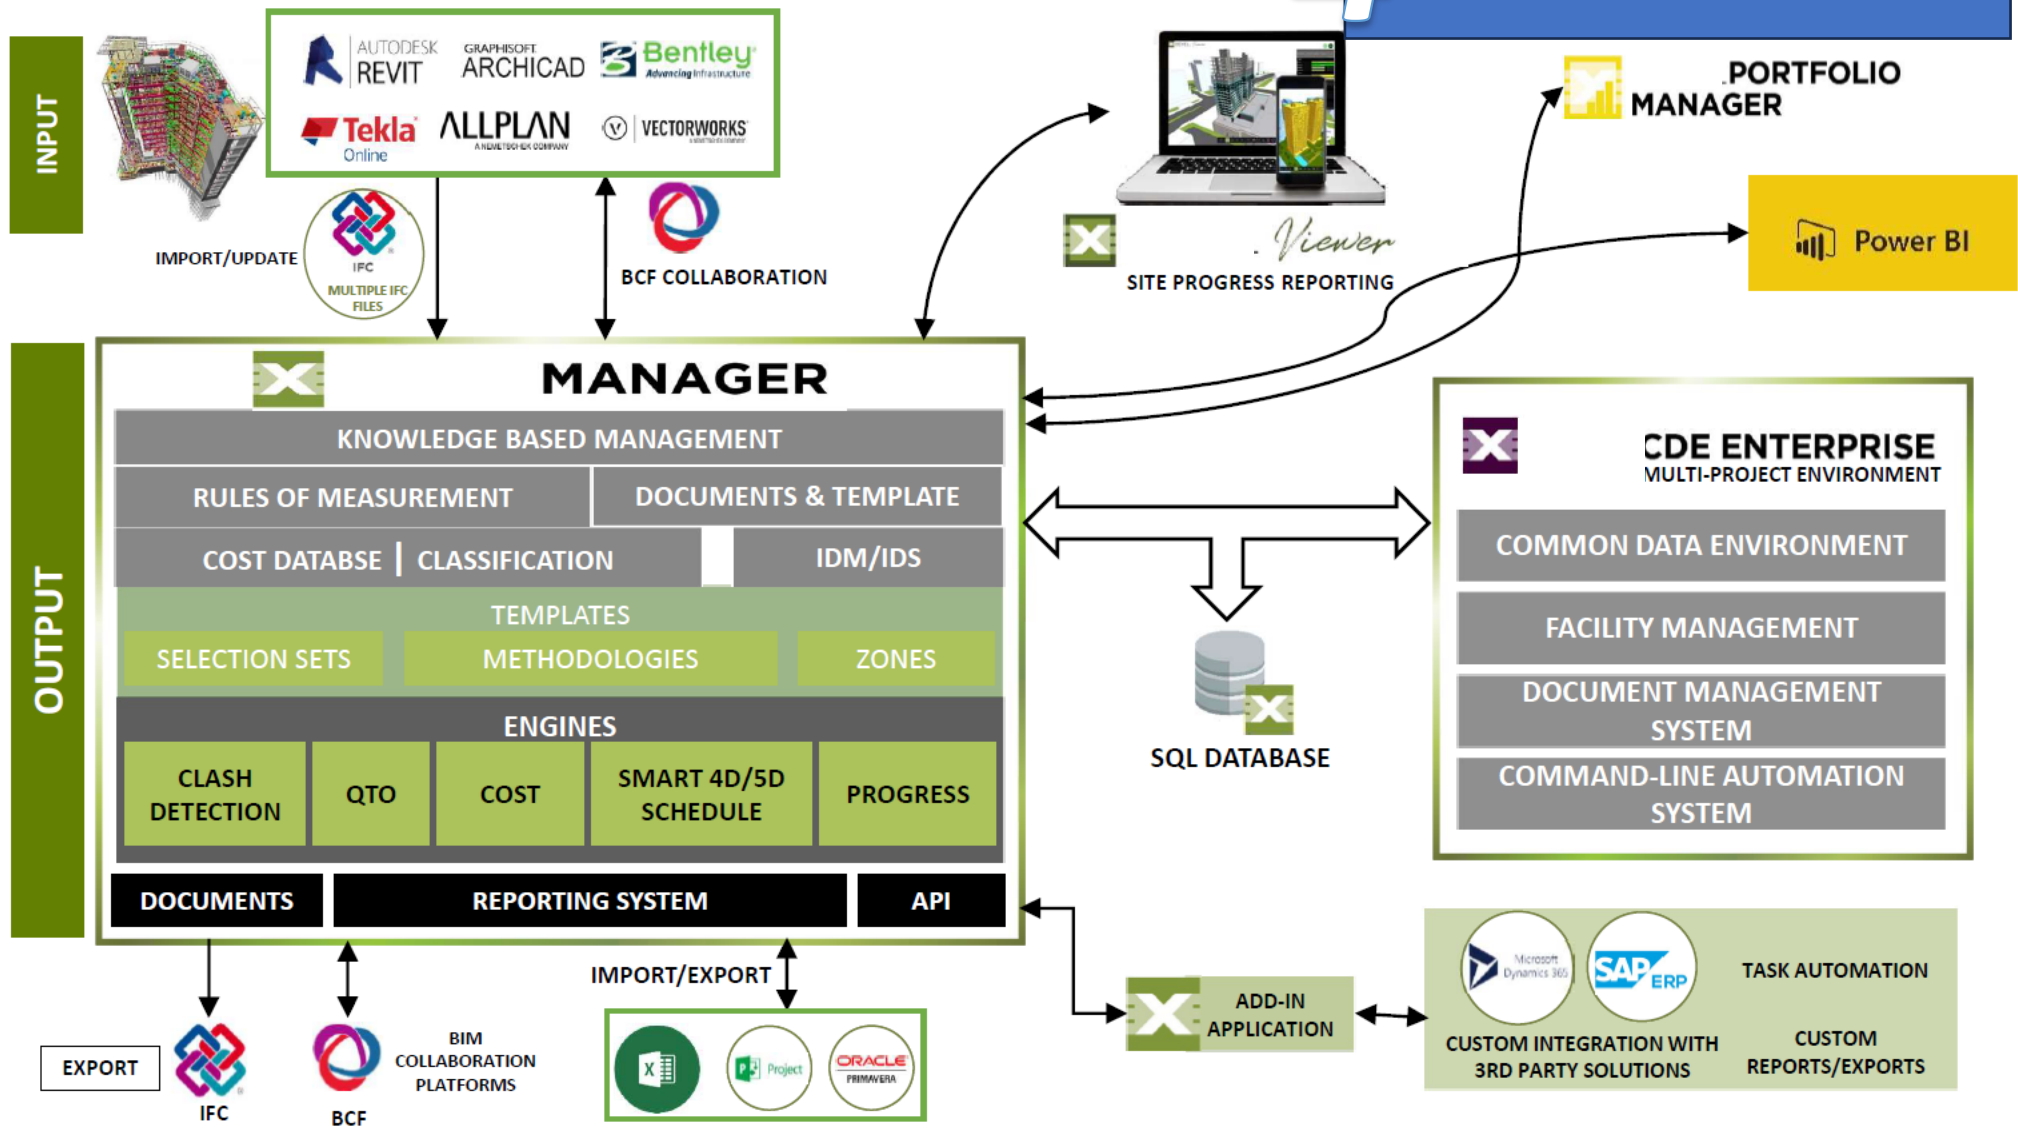 INPUT
AUTODESK
REVIT
GRAPHISOFT
ARCHICAD
Bentley
Advancing Infrastructure
Tekla
Online
ALLPLAN
A NEMETSCHEK COMPANY
VECTORWORKS
A NEMETSCHEK COMPANY
IMPORT/UPDATE
IFC
MULTIPLE IFC
FILES
BCF COLLABORATION
Viewer
SITE PROGRESS REPORTING
PORTFOLIO
MANAGER
Power BI
OUTPUT
MANAGER
KNOWLEDGE BASED MANAGEMENT
RULES OF MEASUREMENT
DOCUMENTS & TEMPLATE
COST DATABSE | CLASSIFICATION
IDM/IDS
TEMPLATES
SELECTION SETS
METHODOLOGIES
ZONES
ENGINES
CLASH
DETECTION
QTO
COST
SMART 4D/5D
SCHEDULE
PROGRESS
DOCUMENTS
REPORTING SYSTEM
API
CDE ENTERPRISE
MULTI-PROJECT ENVIRONMENT
COMMON DATA ENVIRONMENT
FACILITY MANAGEMENT
DOCUMENT MANAGEMENT
SYSTEM
COMMAND-LINE AUTOMATION
SYSTEM
SQL DATABASE
EXPORT
IFC
BCF
BIM
COLLABORATION
PLATFORMS
IMPORT/EXPORT
X
Project
ORACLE
PRIMAVERA
ADD-IN
APPLICATION
Microsoft
Dynamics 365
SAP ERP
CUSTOM INTEGRATION WITH
3RD PARTY SOLUTIONS
TASK AUTOMATION
CUSTOM
REPORTS/EXPORTS